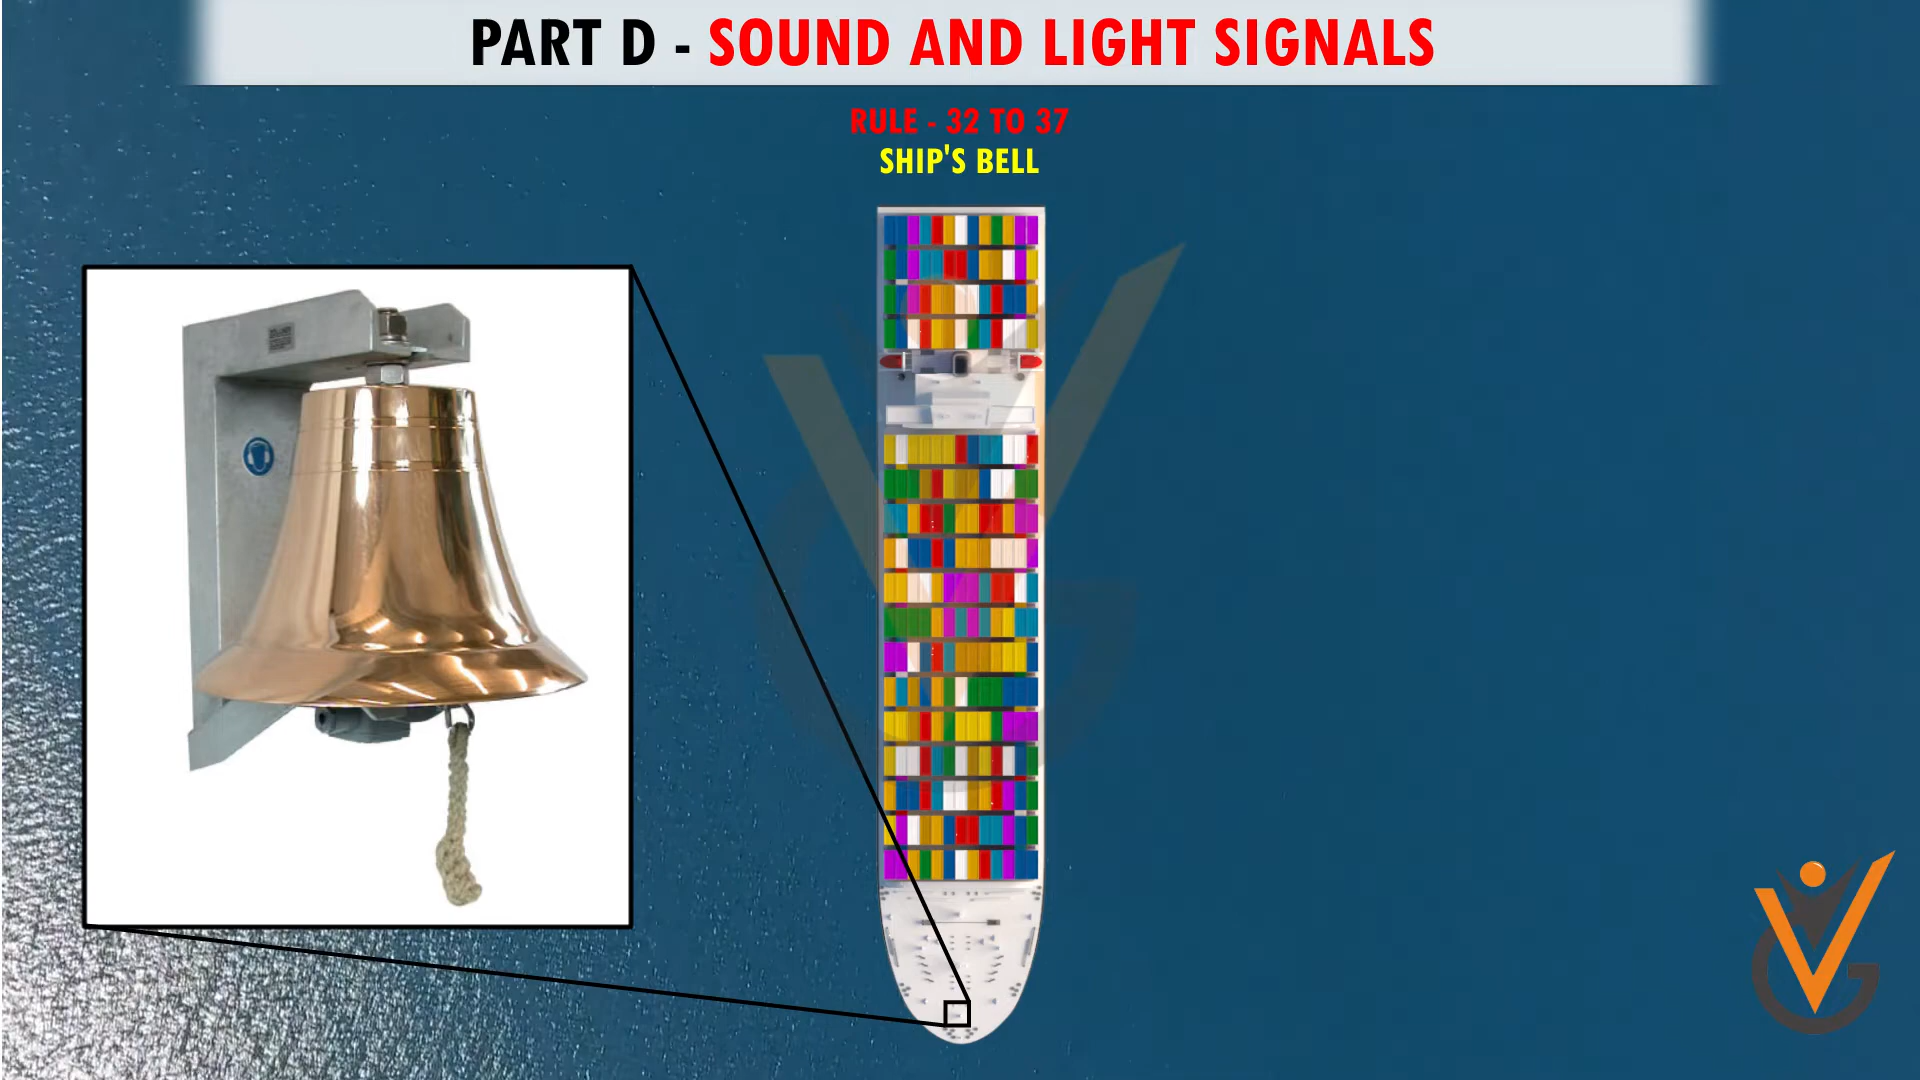 PART D - SOUND AND LIGHT SIGNALS
RULE - 32 TO 37
SHIP'S BELL